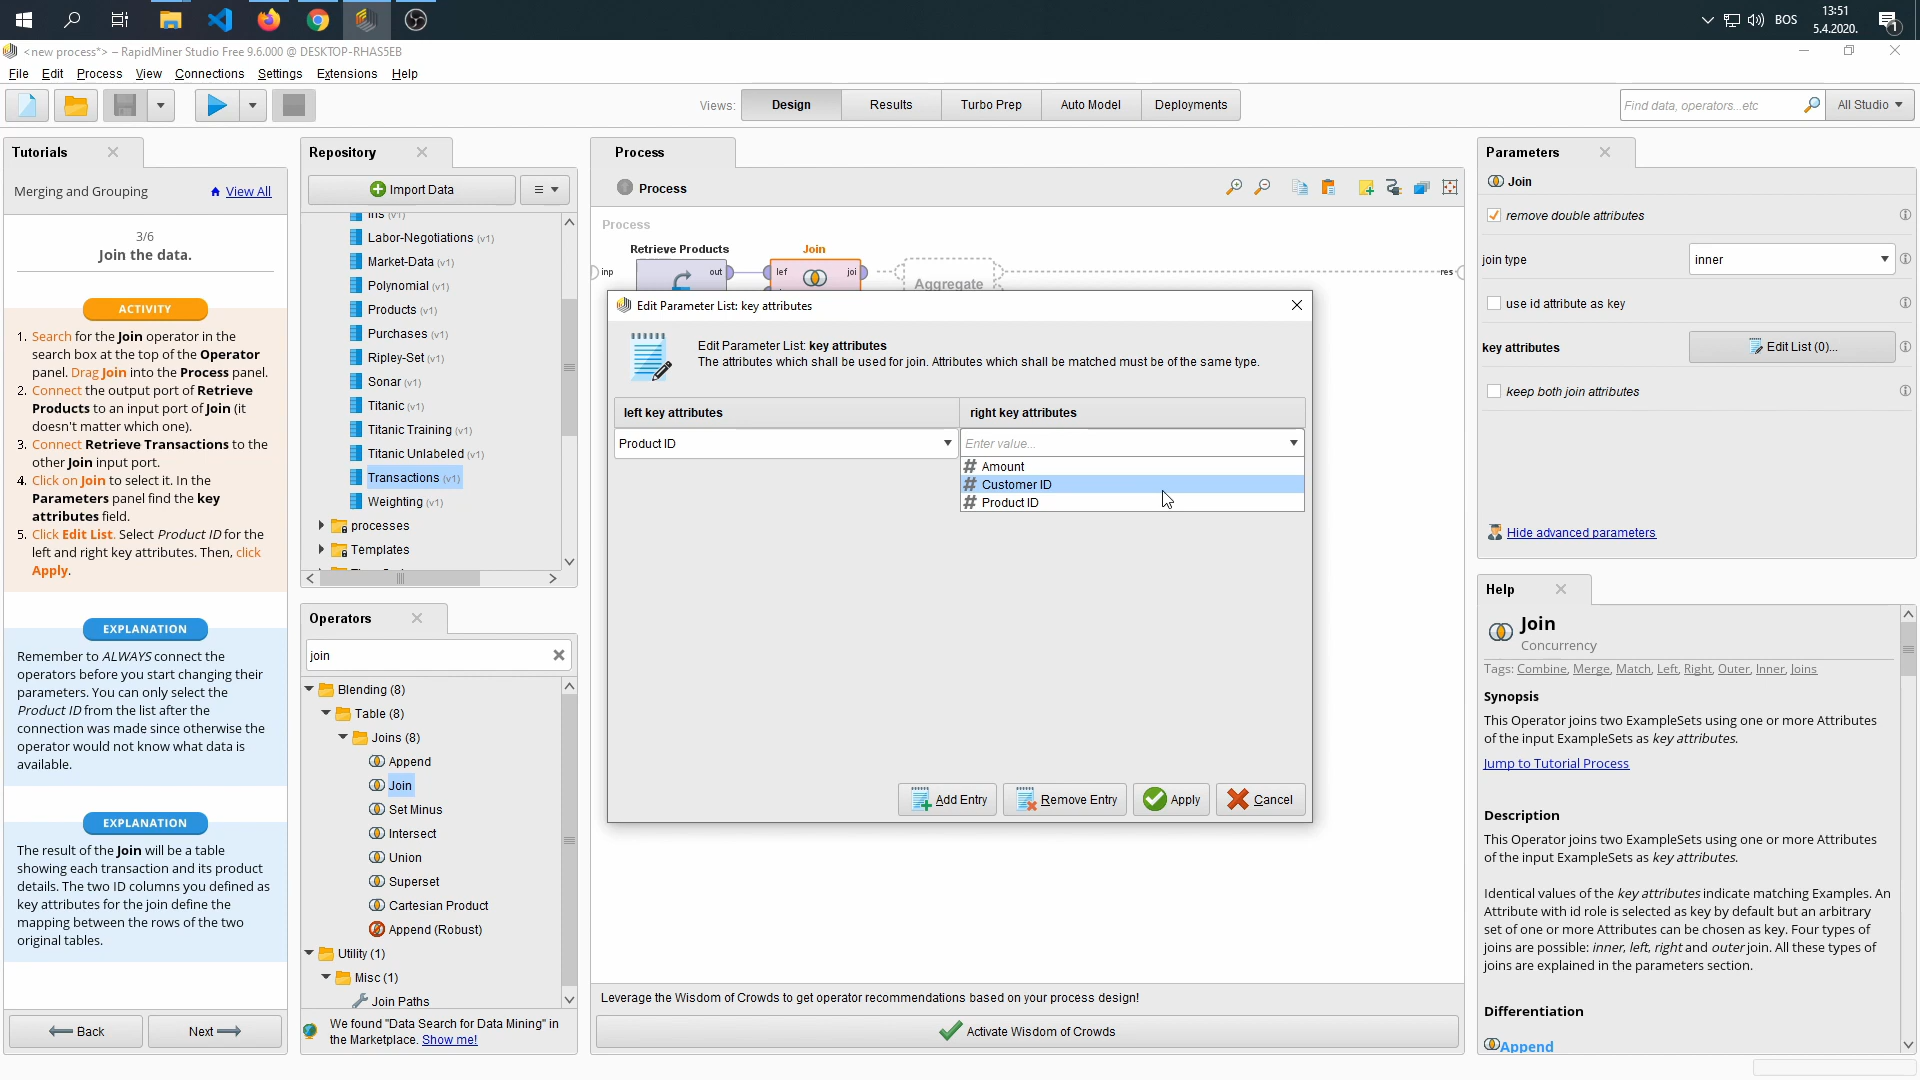 13:51
BOS
5.4.2020.
1
<new process*> – RapidMiner Studio Free 9.6.000 @ DESKTOP-RHAS5EB
File Edit Process View Connections Settings Extensions Help
Views: Design Results Turbo Prep Auto Model Deployments
Find data, operators...etc
All Studio
Tutorials
Merging and Grouping
View All
3/6
Join the data.
ACTIVITY
1. Search for the Join operator in the
search box at the top of the Operator
panel. Drag Join into the Process panel.
2. Connect the output port of Retrieve
Products to an input port of Join (it
doesn't matter which one).
3. Connect Retrieve Transactions to the
other Join input port.
4. Click on Join to select it. In the
Parameters panel find the key
attributes field.
5. Click Edit List. Select Product ID for the
left and right key attributes. Then, click
Apply.
EXPLANATION
Remember to ALWAYS connect the
operators before you start changing their
parameters. You can only select the
Product ID from the list after the
connection was made since otherwise the
operator would not know what data is
available.
EXPLANATION
The result of the Join will be a table
showing each transaction and its product
details. The two ID columns you defined as
key attributes for the join define the
mapping between the rows of the two
original tables.
Back
Next
Repository
Import Data
Labor-Negotiations (v1)
Market-Data (v1)
Polynomial (v1)
Products (v1)
Purchases (v1)
Ripley-Set (v1)
Sonar (v1)
Titanic (v1)
Titanic Training (v1)
Titanic Unlabeled (v1)
Transactions (v1)
Weighting (v1)
processes
Templates
Operators
join
Blending (8)
Table (8)
Joins (8)
Append
Join
Set Minus
Intersect
Union
Superset
Cartesian Product
Append (Robust)
Utility (1)
Misc (1)
Join Paths
We found "Data Search for Data Mining" in
the Marketplace. Show me!
Process
Process
Process
Retrieve Products
Join
inp
out
lef
joi
Aggregate
res
Edit Parameter List: key attributes
Edit Parameter List: key attributes
The attributes which shall be used for join. Attributes which shall be matched must be of the same type.
left key attributes
right key attributes
Product ID
Enter value...
# Amount
# Customer ID
# Product ID
Add Entry
Remove Entry
Apply
Cancel
Leverage the Wisdom of Crowds to get operator recommendations based on your process design!
Activate Wisdom of Crowds
Parameters
Join
remove double attributes
join type
inner
use id attribute as key
key attributes
Edit List (0)...
keep both join attributes
Hide advanced parameters
Help
Join
Concurrency
Tags: Combine, Merge, Match, Left, Right, Outer, Inner, Joins
Synopsis
This Operator joins two ExampleSets using one or more Attributes
of the input ExampleSets as key attributes.
Jump to Tutorial Process
Description
This Operator joins two ExampleSets using one or more Attributes
of the input ExampleSets as key attributes.
Identical values of the key attributes indicate matching Examples. An
Attribute with id role is selected as key by default but an arbitrary
set of one or more Attributes can be chosen as key. Four types of
joins are possible: inner, left, right and outer join. All these types of
joins are explained in the parameters section.
Differentiation
Append